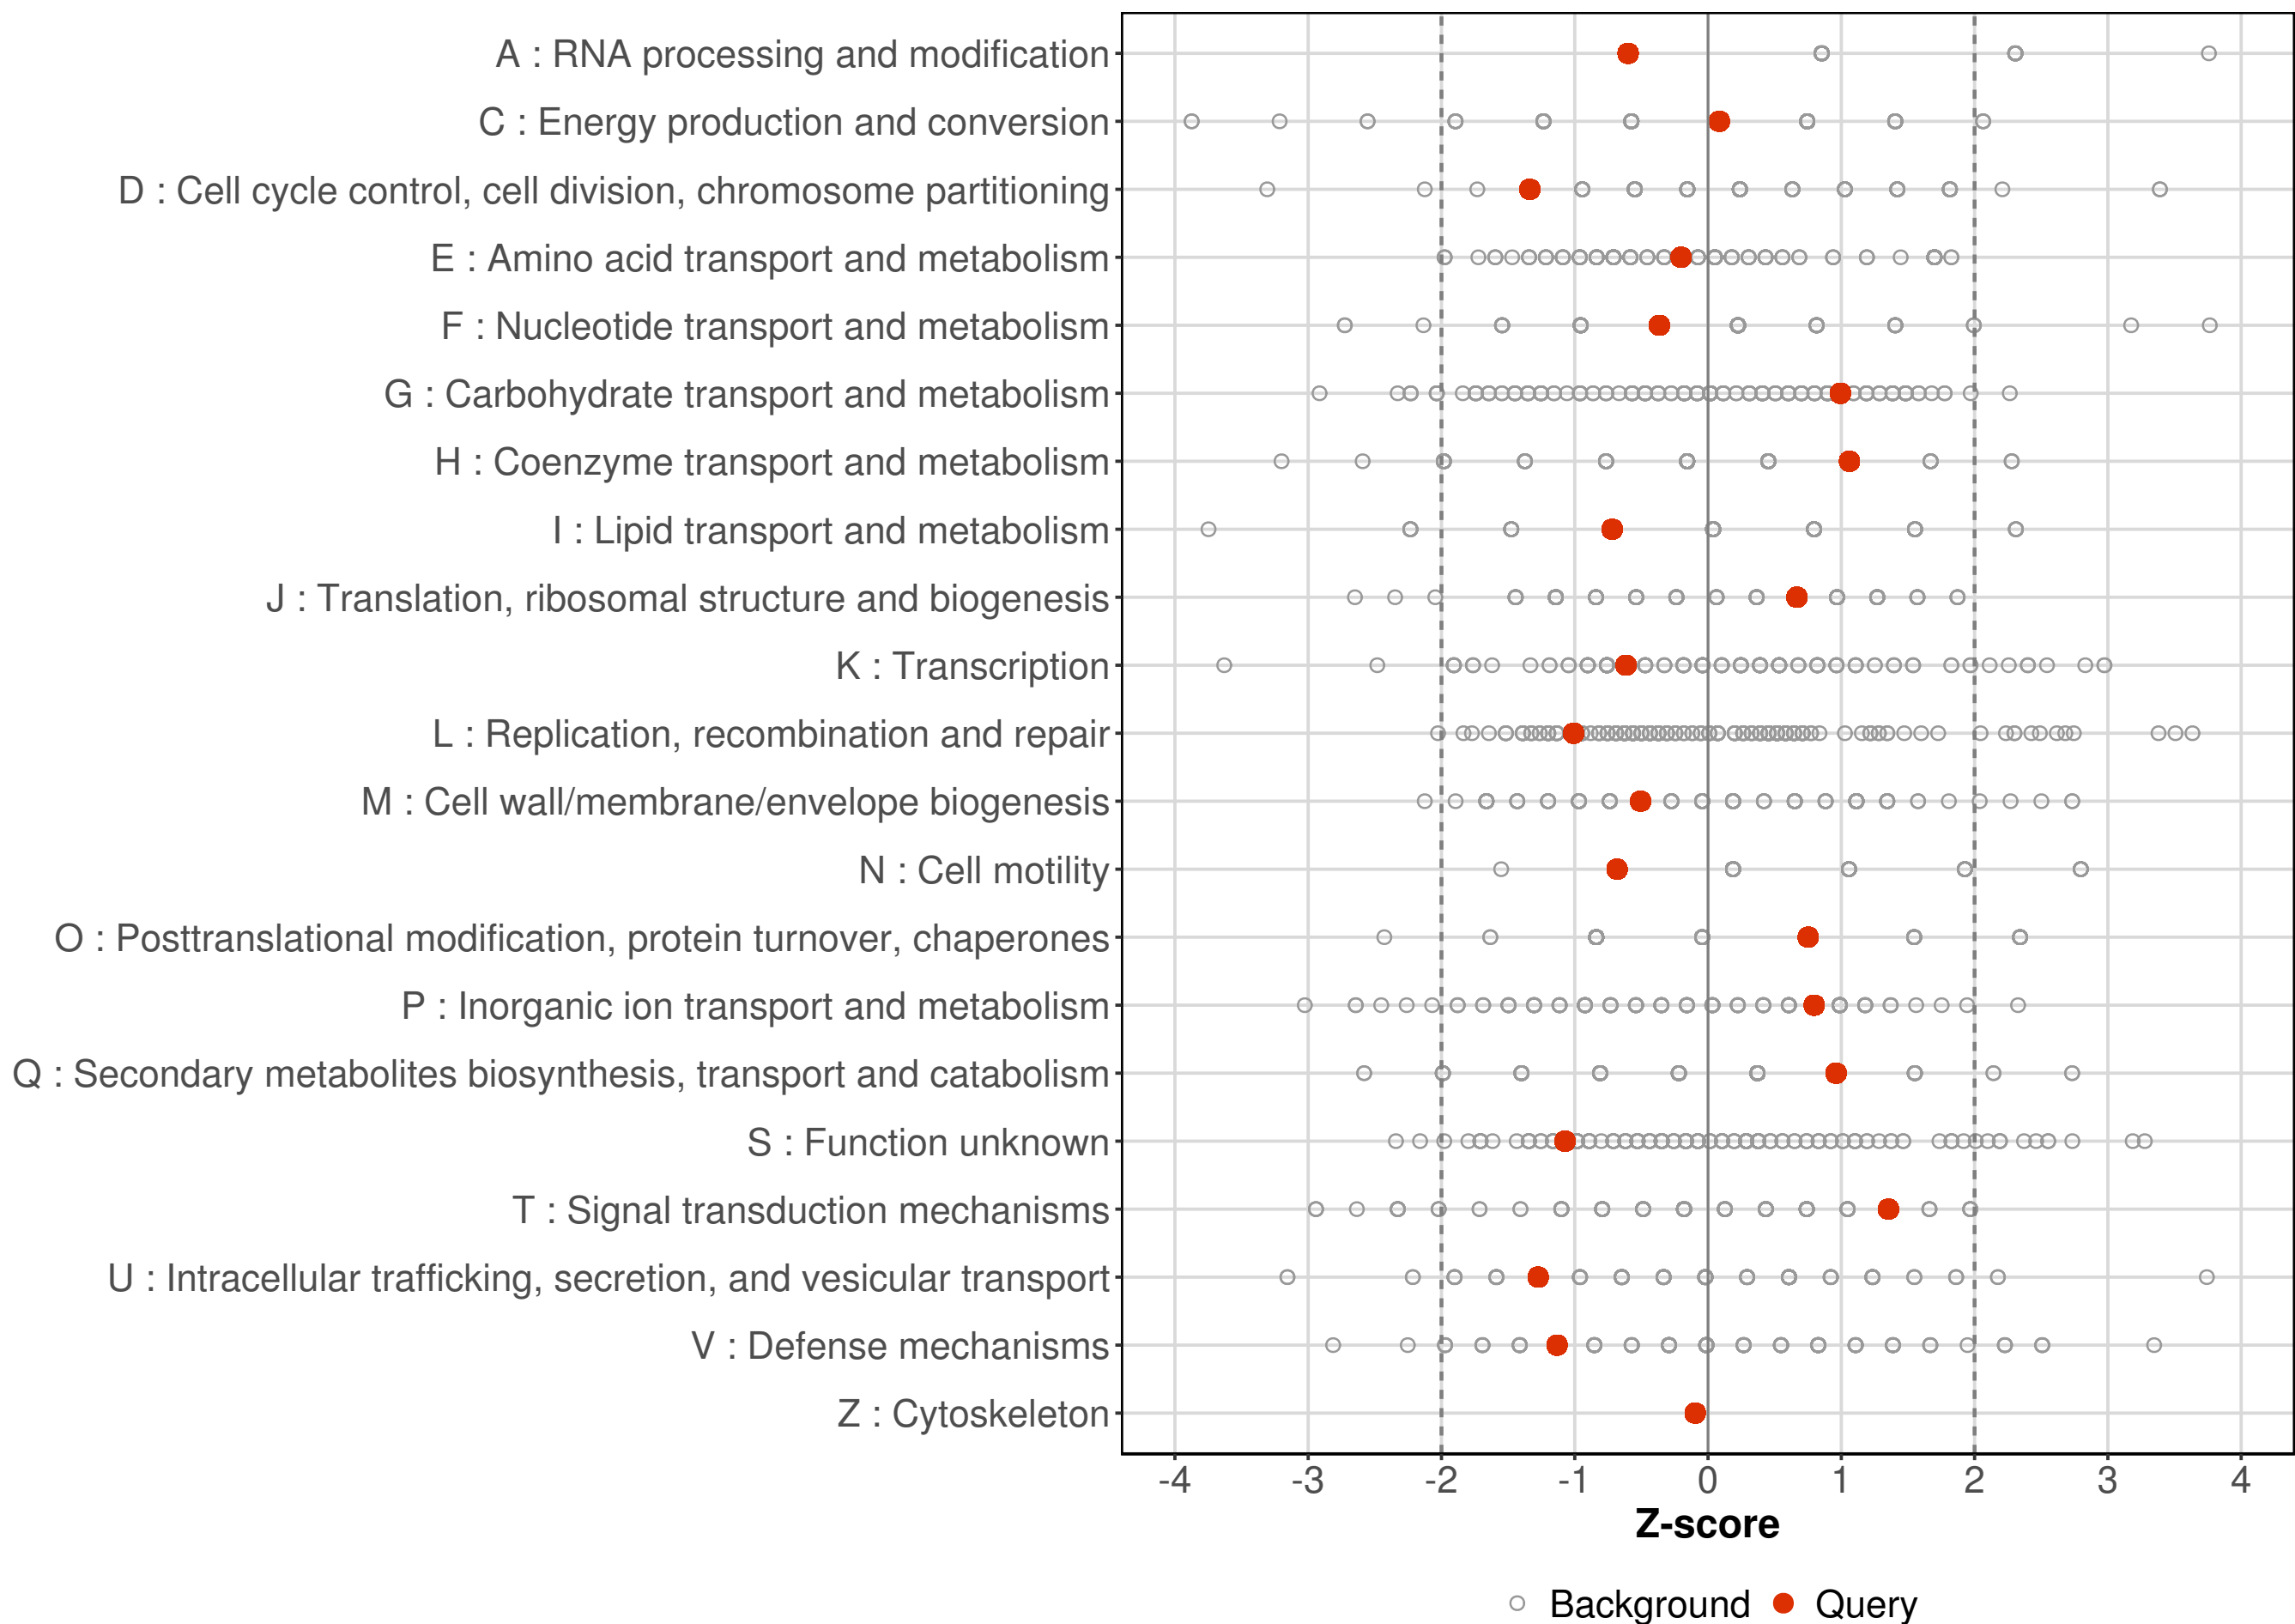 A : RNA processing and modification
C : Energy production and conversion
D : Cell cycle control, cell division, chromosome partitioning
E : Amino acid transport and metabolism
F : Nucleotide transport and metabolism
G : Carbohydrate transport and metabolism
H : Coenzyme transport and metabolism
I : Lipid transport and metabolism
J : Translation, ribosomal structure and biogenesis
K : Transcription
L : Replication, recombination and repair
M : Cell wall/membrane/envelope biogenesis
N : Cell motility
O : Posttranslational modification, protein turnover, chaperones
P : Inorganic ion transport and metabolism
Q : Secondary metabolites biosynthesis, transport and catabolism
S : Function unknown
T : Signal transduction mechanisms
U : Intracellular trafficking, secretion, and vesicular transport
V : Defense mechanisms
Z : Cytoskeleton
-4 -3 -2 -1 0 1 2 3 4
Z-score
Background Query